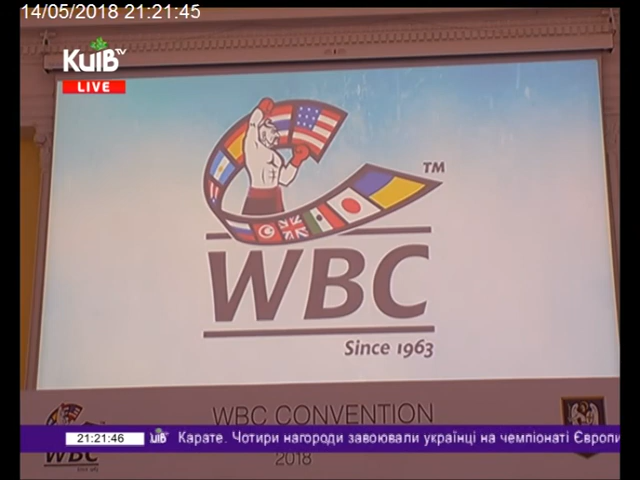 14/05/2018 21:21:45
КиЇВ TV
LIVE
TM
WBC
Since 1963
WBC CONVENTION
21:21:46 Карате. Чотири нагороди завоювали українці на чемпіонаті Європи
WBC
2018